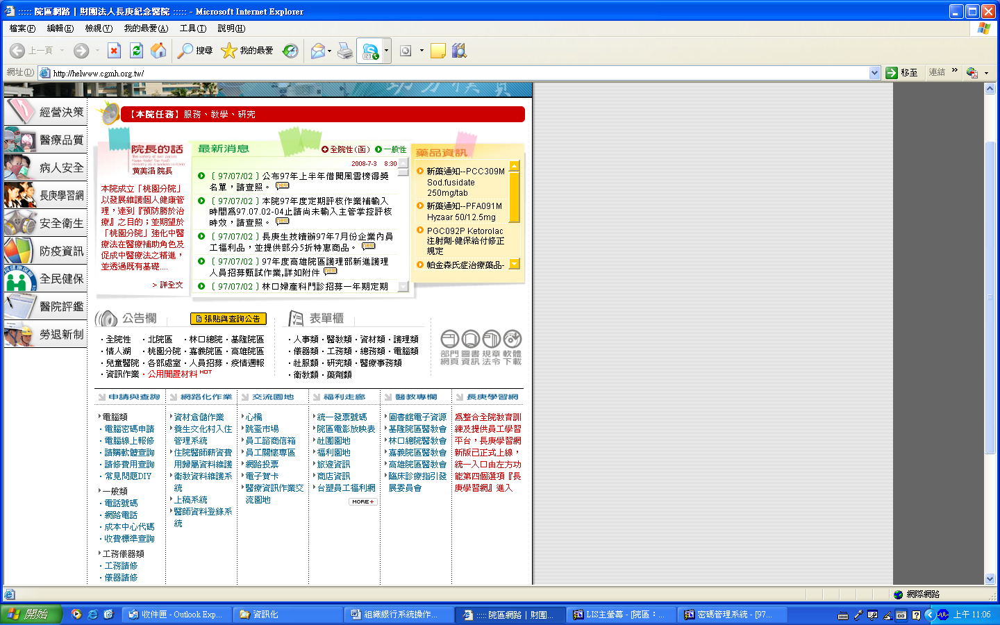 ::::: 院區網路 | 財團法人長庚紀念醫院 ::::: - Microsoft Internet Explorer
檔案(F) 編輯(E) 檢視(V) 我的最愛(A) 工具(T) 說明(H)
上一頁 搜尋 我的最愛
網址(D) http://helwww.cgmh.org.tw/ 移至 連結 »
經營決策
醫療品質
病人安全
長庚學習網
安全衛生
防疫資訊
全民健保
醫院評鑑
勞退新制
【本院任務】服務、教學、研究
院長的話
黃美涓 院長
本院成立「桃園分院」
以發展維護個人健康管
理，達到『預防勝於治
療』之目的；並期望於
「桃園分院」強化中醫
療法在醫療補助角色及
促成中醫療法之精進，
並透過既有基礎....
> 詳全文
最新消息 全院性(函) 一般性
2008-7-3 8:30
〔 97/07/02 〕公布97年上半年借閱風雲榜得獎
名單，請查照。 new
〔 97/07/02 〕本院97年度定期評核作業補輸入
時間為97.07.02-04止請尚未輸入主管掌控評核
時效，請查照。 new
〔 97/07/02 〕長庚生技續辦97年7月份企業內員
工福利品，並提供部分5折特惠商品。 new
〔 97/07/02 〕97年度高雄院區護理部新進護理
人員招募甄試作業,詳如附件 new
〔 97/07/02 〕林口婦產科門診招募一年期定期
藥品資訊
新藥通知--PCC309M
Sod.fusidate
250mg/tab
新藥通知--PFA091M
Hyzaar 50/12.5mg
PGC092P Ketorolac
注射劑-健保給付修正
規定
帕金森氏症治療藥品-
公告欄 張貼與查詢公告
・全院性 ・北院區 ・林口總院 ・基隆院區
・情人湖 ・桃園分院 ・嘉義院區 ・高雄院區
・兒童醫院 ・各部處室 ・人員招募 ・疫情週報
・資訊作業 ・公用閒置材料 HOT
表單櫃
・人事類 ・醫教類 ・資材類 ・護理類
・儀器類 ・工務類 ・總務類 ・電腦類
・社服類 ・研究類 ・醫療事務類
・衛教類 ・藥劑類
部門網頁 圖書資訊 規章法令 軟體下載
申請與查詢
電腦類
・電腦密碼申請
・電腦線上報修
・請購軟體查詢
・請修費用查詢
・常見問題DIY
一般類
・電話號碼
・網路電話
・成本中心代碼
・收費標準查詢
工務儀器類
・工務請修
・儀器請修
網路化作業
資材倉儲作業
養生文化村入住
管理系統
住院醫師薪資費
用歸屬資料維護
衛教資料維護系
統
上稿系統
醫師資料登錄系
統
交流園地
心橋
跳蚤市場
員工諮商信箱
員工關懷專區
網路投票
電子賀卡
醫療資訊作業交
流園地
福利走廊
統一發票號碼
院區電影放映表
社團園地
福利園地
旅遊資訊
商店資訊
台塑員工福利網
MORE+
醫教專欄
圖書館電子資源
基隆院區醫教會
林口總院醫教會
嘉義院區醫教會
高雄院區醫教會
臨床診療指引發
展委員會
長庚學習網
為整合全院教育訓
練及提供員工學習
平台，長庚學習網
新版已正式上線，
統一入口由左方功
能第四個選項『長
庚學習網』進入
網際網路
開始 收件匣 - Outlook Exp... 資訊化 組織銀行系統操作... ::::: 院區網路 | 財團... LIS主螢幕 - [院區：... 密碼管理系統 - [97... 上午 11:06